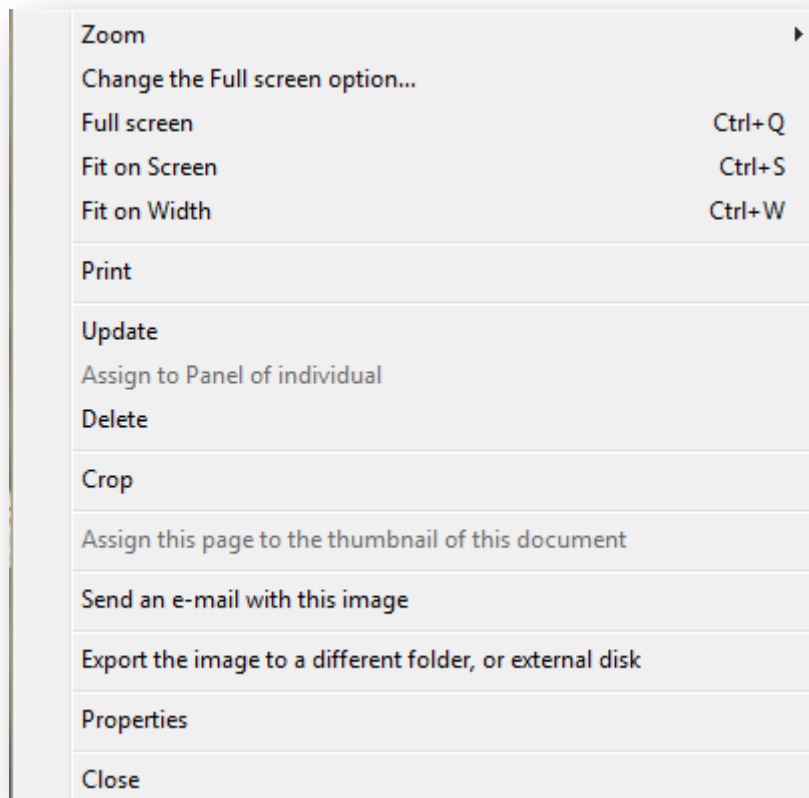 Zoom
Change the Full screen option...
Full screen Ctrl+Q
Fit on Screen Ctrl+S
Fit on Width Ctrl+W
Print
Update
Assign to Panel of individual
Delete
Crop
Assign this page to the thumbnail of this document
Send an e-mail with this image
Export the image to a different folder, or external disk
Properties
Close